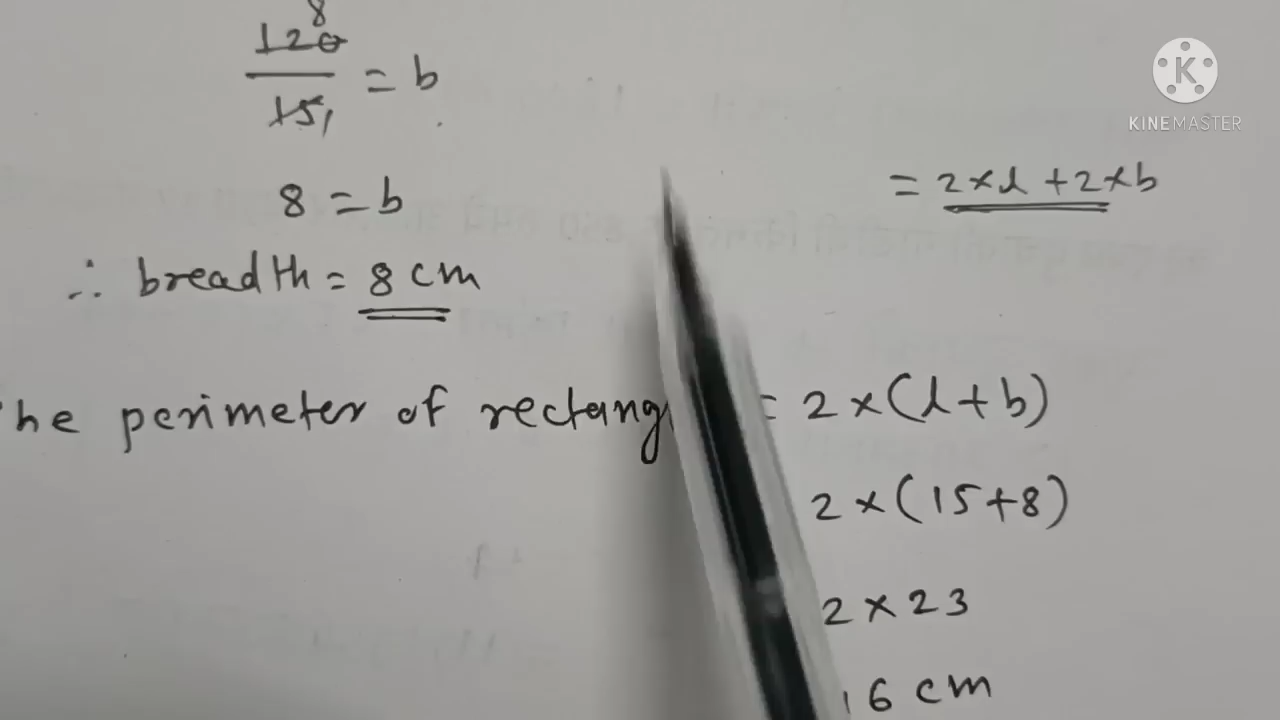 8
120
15,
= b
KINEMASTER
8 = b
= 2×l + 2×b
∴ breadth = 8 cm
he perimeter of rectang = 2×(l+b)
2×(15+8)
2×23
6 cm